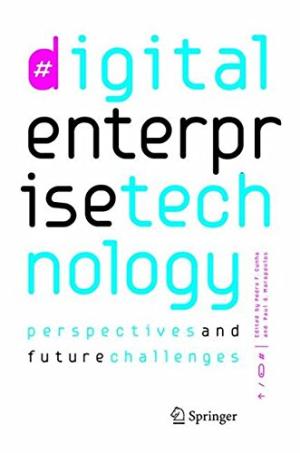 #digital
enterpr
isetech
nology
perspectivesand
futurechallenges
Edited by Pedro F. Cunha
and Paul G. Maropoulos
↑/O#
Springer